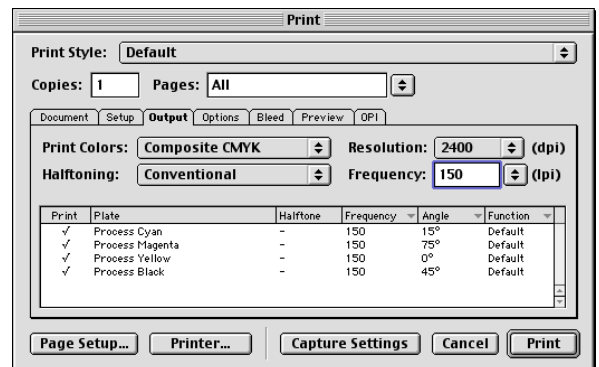 Print
Print Style: Default
Copies: 1 Pages: All
Document Setup Output Options Bleed Preview OPI
Print Colors: Composite CMYK Resolution: 2400 (dpi)
Halftoning: Conventional Frequency: 150 (lpi)
Print Plate Halftone Frequency Angle Function
√ Process Cyan - 150 15° Default
√ Process Magenta - 150 75° Default
√ Process Yellow - 150 0° Default
√ Process Black - 150 45° Default
Page Setup... Printer... Capture Settings Cancel Print